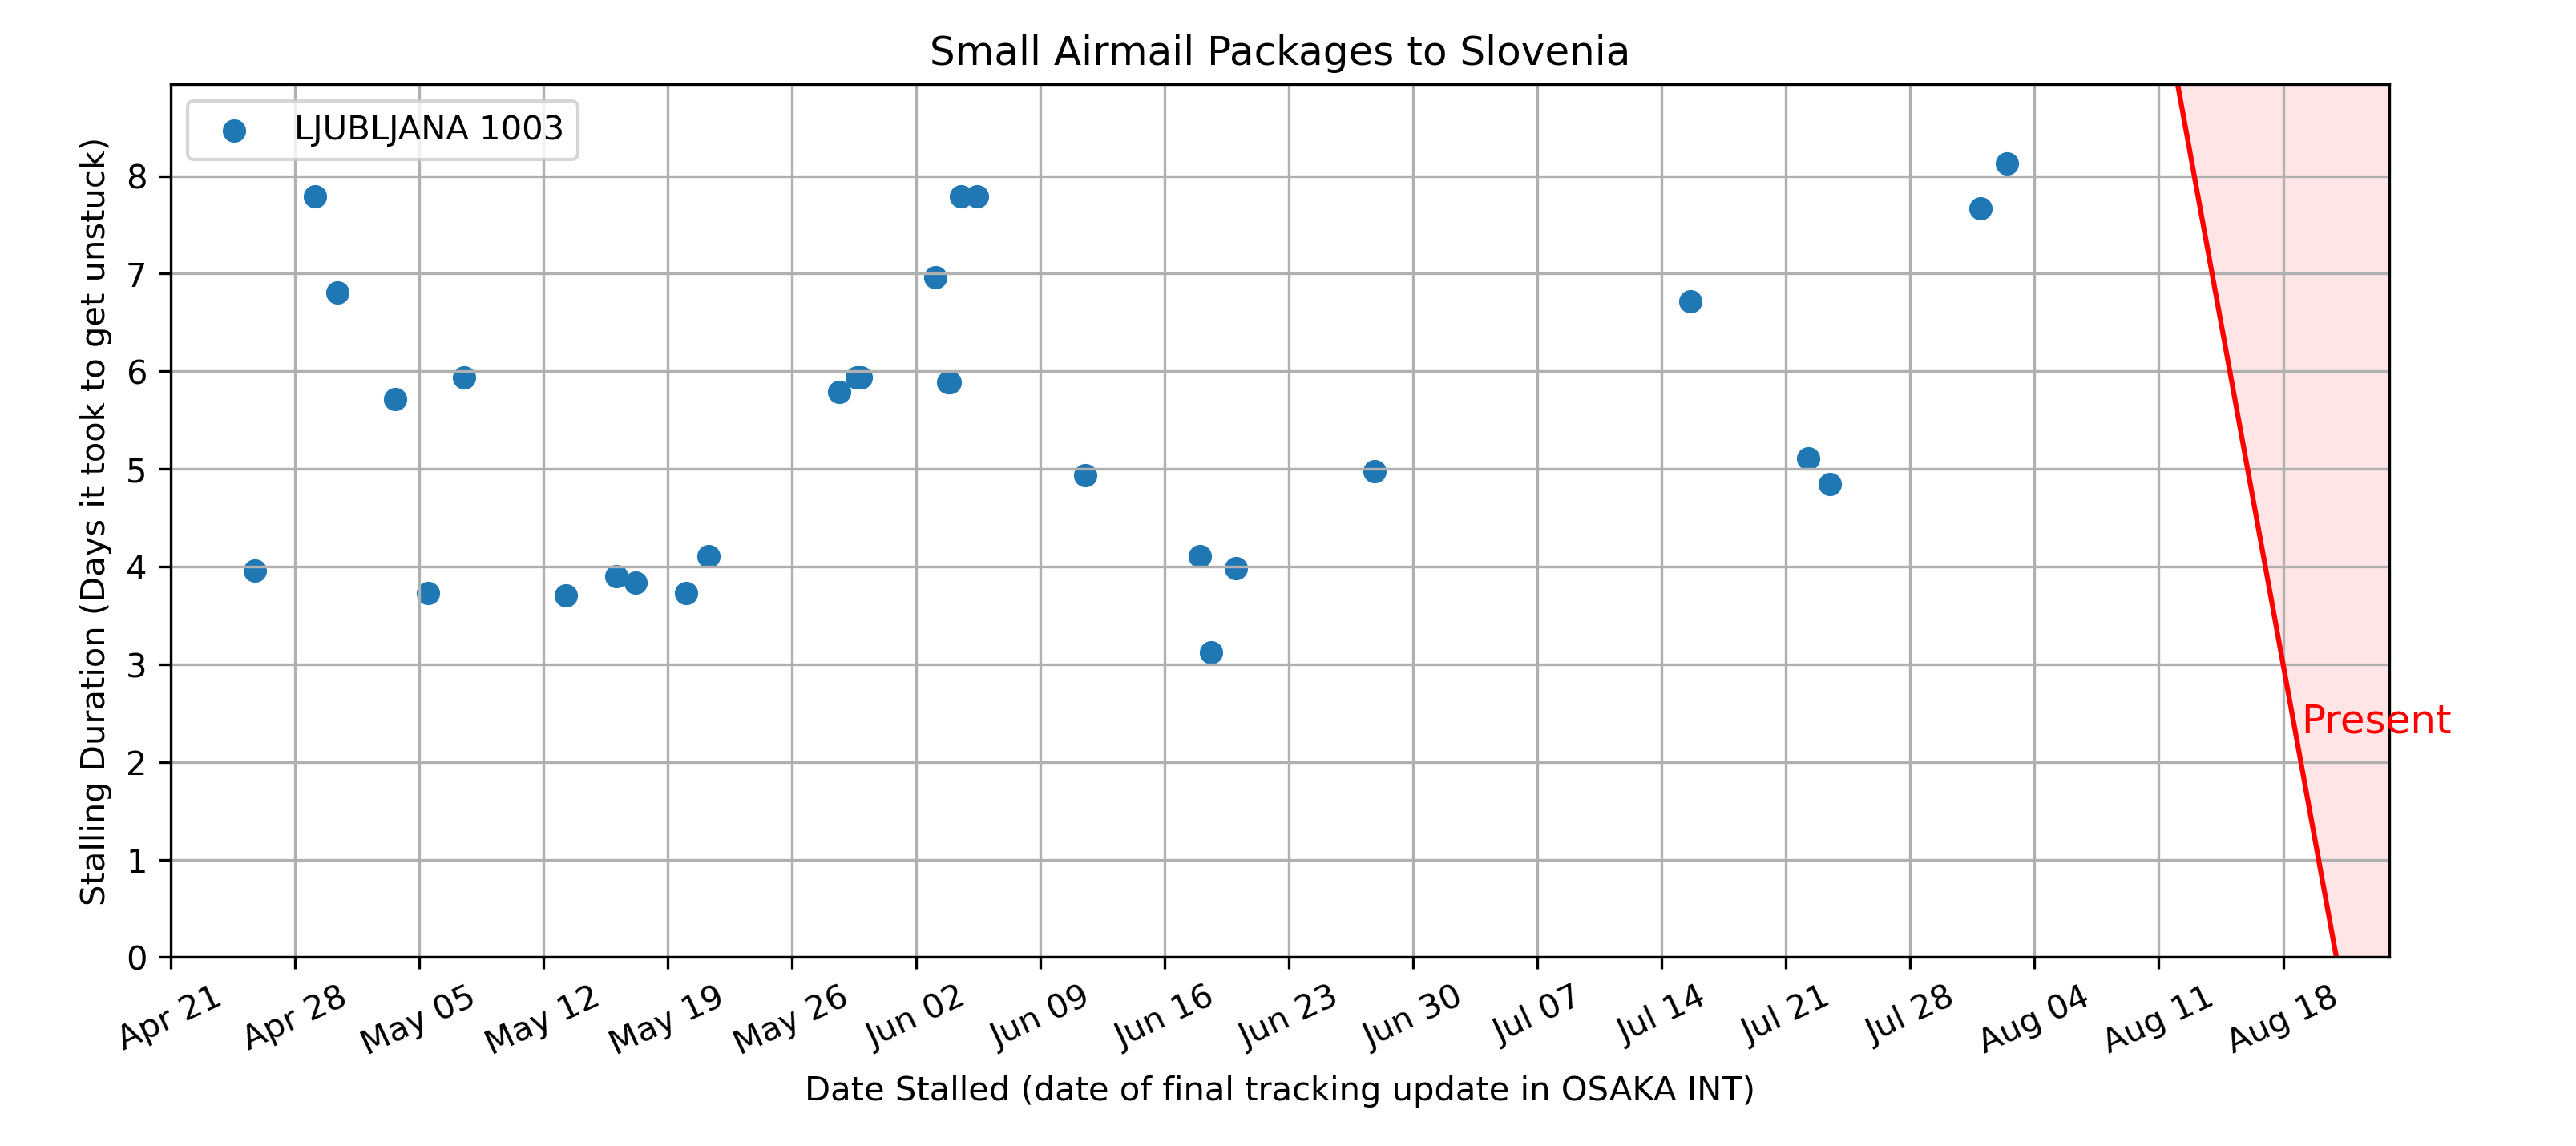 Small Airmail Packages to Slovenia
LJUBLJANA 1003
Stalling Duration (Days it took to get unstuck)
8
7
6
5
4
3
2
1
0
Present
Apr 21
Apr 28
May 05
May 12
May 19
May 26
Jun 02
Jun 09
Jun 16
Jun 23
Jun 30
Jul 07
Jul 14
Jul 21
Jul 28
Aug 04
Aug 11
Aug 18
Date Stalled (date of final tracking update in OSAKA INT)